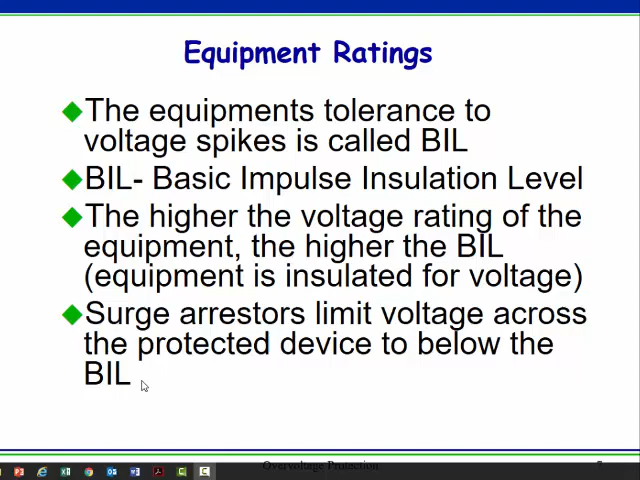 Equipment Ratings
The equipments tolerance to
voltage spikes is called BIL
BIL- Basic Impulse Insulation Level
The higher the voltage rating of the
equipment, the higher the BIL
(equipment is insulated for voltage)
Surge arrestors limit voltage across
the protected device to below the
BIL
Overvoltage Protection
7